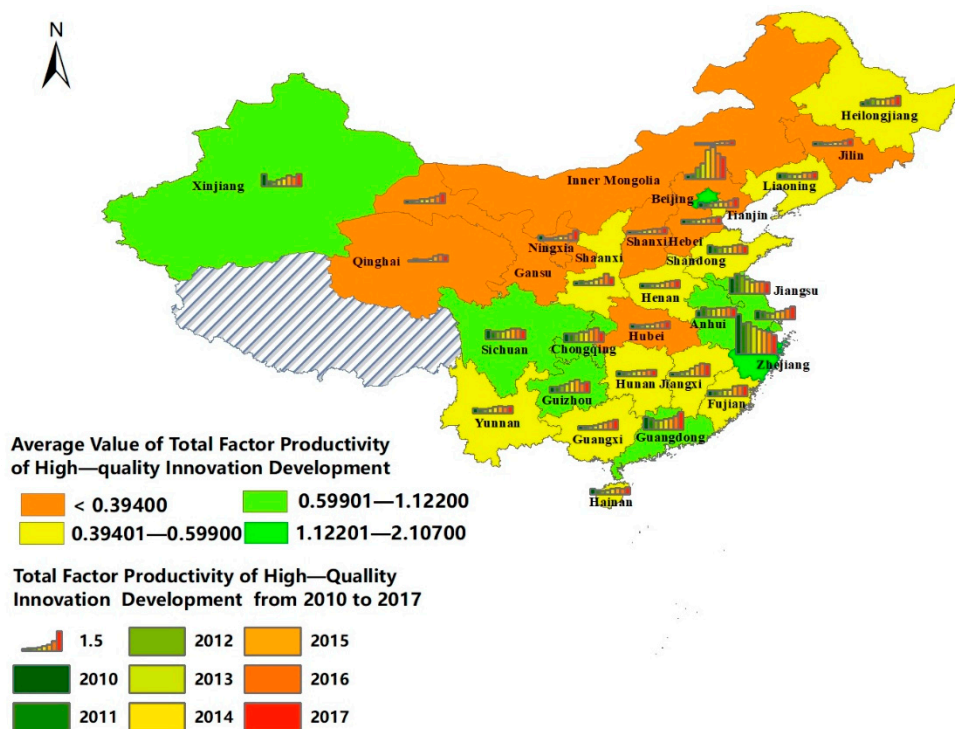 N
Heilongjiang
Jilin
Xinjiang
Inner Mongolia
Liaoning
Beijing
Tianjin
Ningxia
Shanxi
Hebei
Shaanxi
Shandong
Qinghai
Gansu
Henan
Jiangsu
Anhui
Hubei
Sichuan
Chongqing
Zhejiang
Hunan
Jiangxi
Guizhou
Fujian
Yunnan
Guangxi
Guangdong
Hainan
Average Value of Total Factor Productivity
of High—quality Innovation Development
< 0.39400
0.59901—1.12200
0.39401—0.59900
1.12201—2.10700
Total Factor Productivity of High—Quallity
Innovation Development from 2010 to 2017
1.5
2012
2015
2010
2013
2016
2011
2014
2017